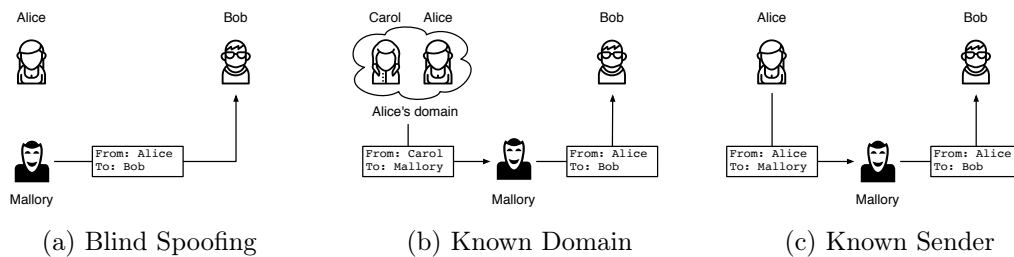 Alice
Bob
From: Alice
To: Bob
Mallory
(a) Blind Spoofing
Carol
Alice
Bob
Alice's domain
From: Carol
To: Mallory
From: Alice
To: Bob
Mallory
(b) Known Domain
Alice
Bob
From: Alice
To: Mallory
From: Alice
To: Bob
Mallory
(c) Known Sender